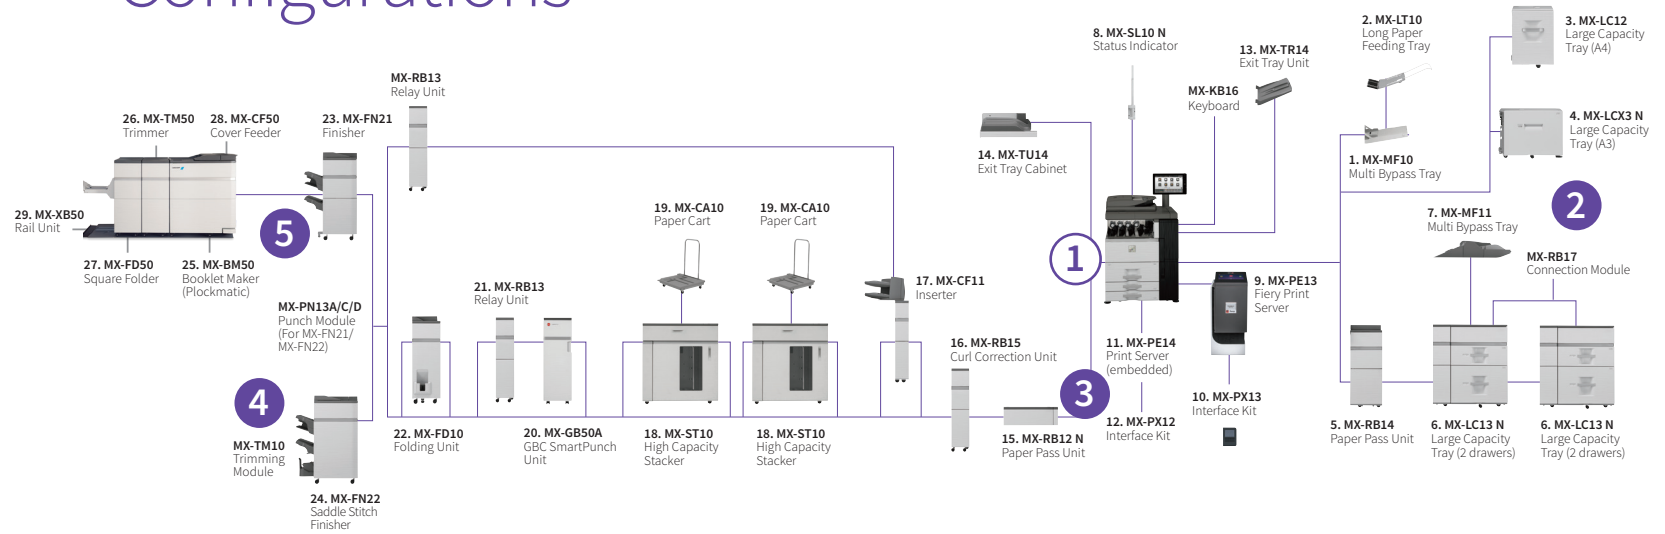 Configurations
MX-RB13
Relay Unit
26. MX-TM50
Trimmer
28. MX-CF50
Cover Feeder
23. MX-FN21
Finisher
29. MX-XB50
Rail Unit
5
27. MX-FD50
Square Folder
25. MX-BM50
Booklet Maker
(Plockmatic)
MX-PN13A/C/D
Punch Module
(For MX-FN21/
MX-FN22)
4
MX-TM10
Trimming
Module
24. MX-FN22
Saddle Stitch
Finisher
22. MX-FD10
Folding Unit
21. MX-RB13
Relay Unit
20. MX-GB50A
GBC SmartPunch
Unit
19. MX-CA10
Paper Cart
18. MX-ST10
High Capacity
Stacker
19. MX-CA10
Paper Cart
18. MX-ST10
High Capacity
Stacker
17. MX-CF11
Inserter
16. MX-RB15
Curl Correction Unit
15. MX-RB12 N
Paper Pass Unit
3
14. MX-TU14
Exit Tray Cabinet
8. MX-SL10 N
Status Indicator
MX-KB16
Keyboard
13. MX-TR14
Exit Tray Unit
1
11. MX-PE14
Print Server
(embedded)
12. MX-PX12
Interface Kit
9. MX-PE13
Fiery Print
Server
10. MX-PX13
Interface Kit
2. MX-LT10
Long Paper
Feeding Tray
1. MX-MF10
Multi Bypass Tray
3. MX-LC12
Large Capacity
Tray (A4)
4. MX-LCX3 N
Large Capacity
Tray (A3)
2
7. MX-MF11
Multi Bypass Tray
MX-RB17
Connection Module
5. MX-RB14
Paper Pass Unit
6. MX-LC13 N
Large Capacity
Tray (2 drawers)
6. MX-LC13 N
Large Capacity
Tray (2 drawers)